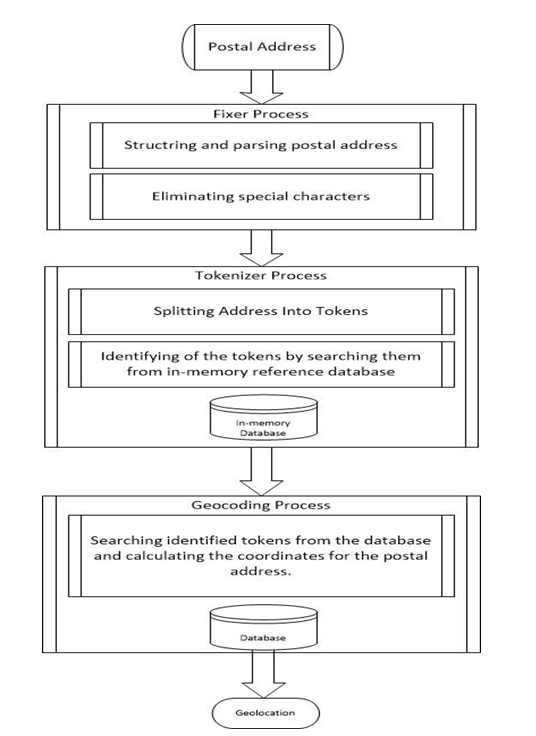 Postal Address
Fixer Process
Structring and parsing postal address
Eliminating special characters
Tokenizer Process
Splitting Address Into Tokens
Identifying of the tokens by searching them
from in-memory reference database
In-memory
Database
Geocoding Process
Searching identified tokens from the database
and calculating the coordinates for the postal
address.
Database
Geolocation